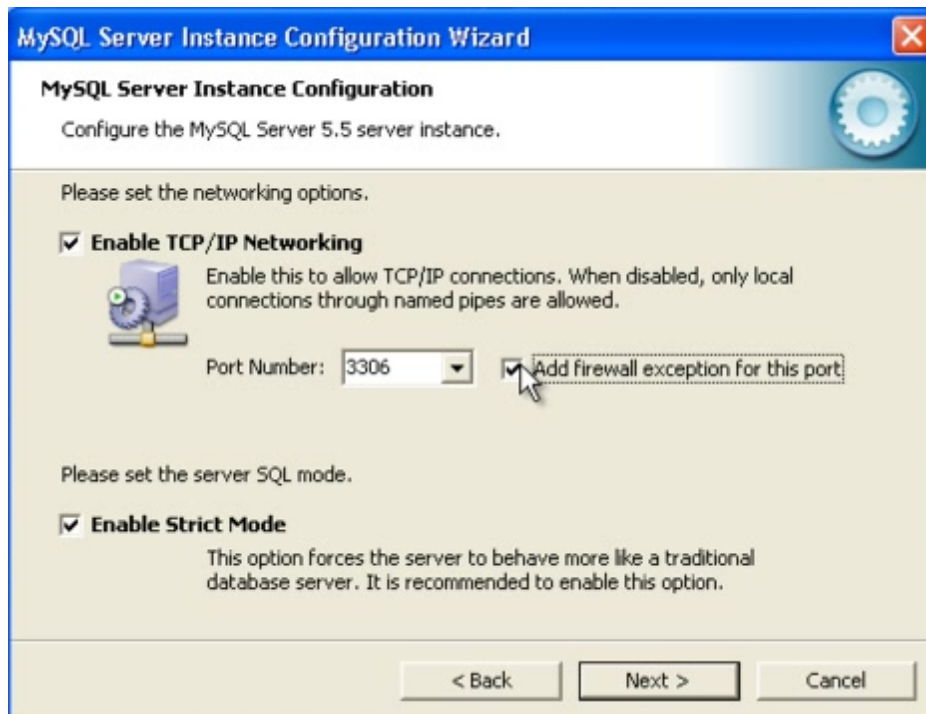 MySQL Server Instance Configuration Wizard
MySQL Server Instance Configuration
Configure the MySQL Server 5.5 server instance.
Please set the networking options.
Enable TCP/IP Networking
Enable this to allow TCP/IP connections. When disabled, only local
connections through named pipes are allowed.
Port Number: 3306 Add firewall exception for this port
Please set the server SQL mode.
Enable Strict Mode
This option forces the server to behave more like a traditional
database server. It is recommended to enable this option.
< Back Next > Cancel